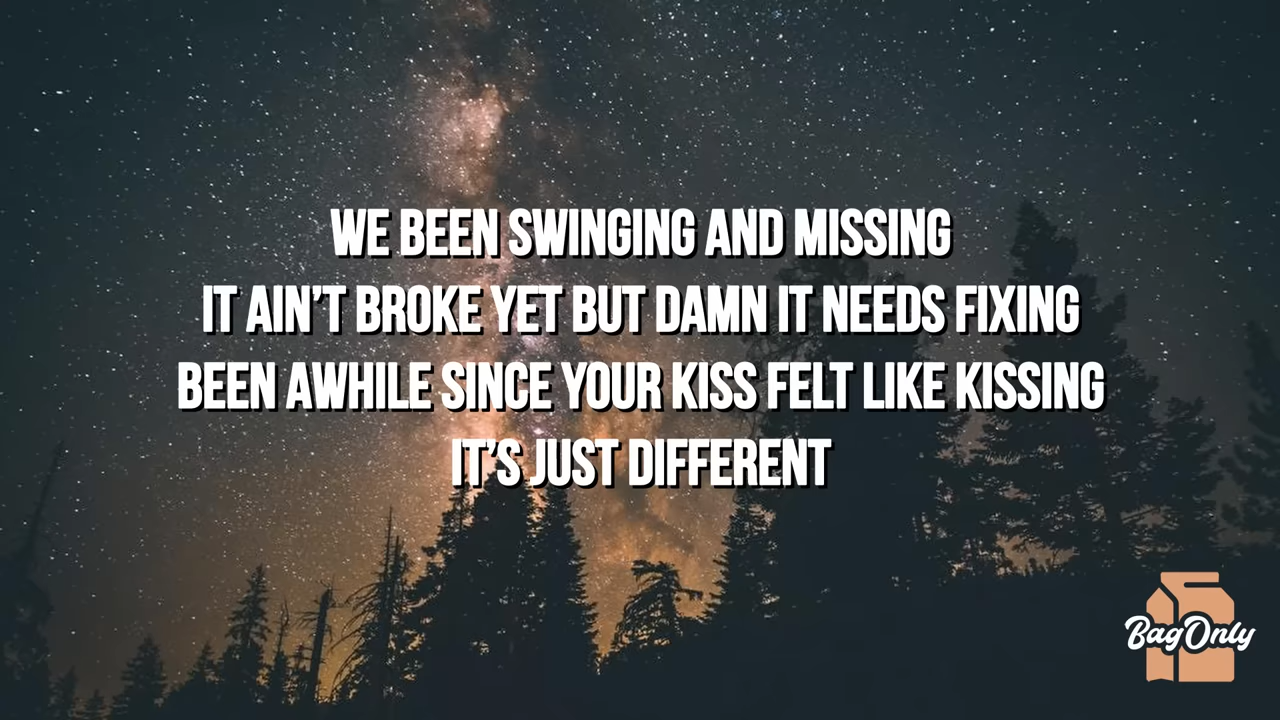 WE BEEN SWINGING AND MISSING
IT AIN'T BROKE YET BUT DAMN IT NEEDS FIXING
BEEN AWHILE SINCE YOUR KISS FELT LIKE KISSING
IT'S JUST DIFFERENT
BagOnly